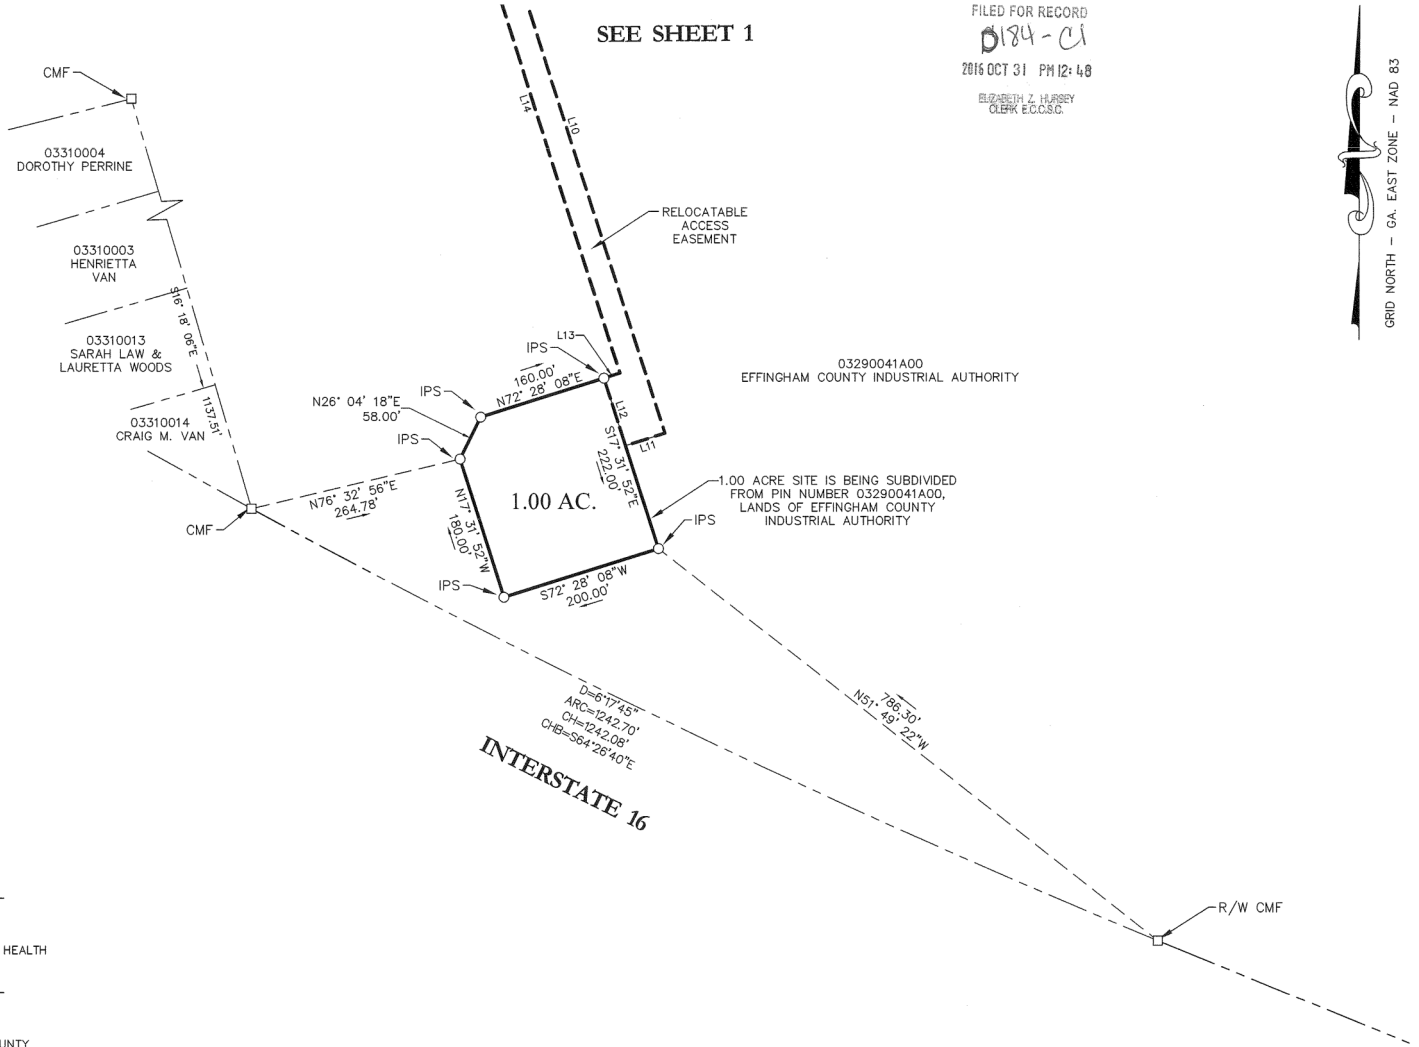 SEE SHEET 1
FILED FOR RECORD
D184-C1
2016 OCT 31 PM 12:48
ELIZABETH Z. HURSEY
CLERK E.C.C.S.C.
GRID NORTH - GA. EAST ZONE - NAD 83
CMF
03310004
DOROTHY PERRINE
03310003
HENRIETTA
VAN
S16° 18' 06"E
1137.51'
03310013
SARAH LAW &
LAURETTA WOODS
03310014
CRAIG M. VAN
CMF
L14
L10
RELOCATABLE
ACCESS
EASEMENT
L13
IPS
160.00'
N72° 28' 08"E
IPS
N26° 04' 18"E
58.00'
IPS
L12
L11
S17° 31' 52"E
222.00'
03290041A00
EFFINGHAM COUNTY INDUSTRIAL AUTHORITY
1.00 ACRE SITE IS BEING SUBDIVIDED
FROM PIN NUMBER 03290041A00,
LANDS OF EFFINGHAM COUNTY
INDUSTRIAL AUTHORITY
1.00 AC.
N76° 32' 56"E
264.78'
N17° 31' 52"W
180.00'
IPS
IPS
S72° 28' 08"W
200.00'
D=6°17'45"
ARC=1242.70'
CH=1242.08'
CHB=S64°26'40"E
INTERSTATE 16
786.30'
N51° 49' 22"W
R/W CMF
HEALTH
UNTY